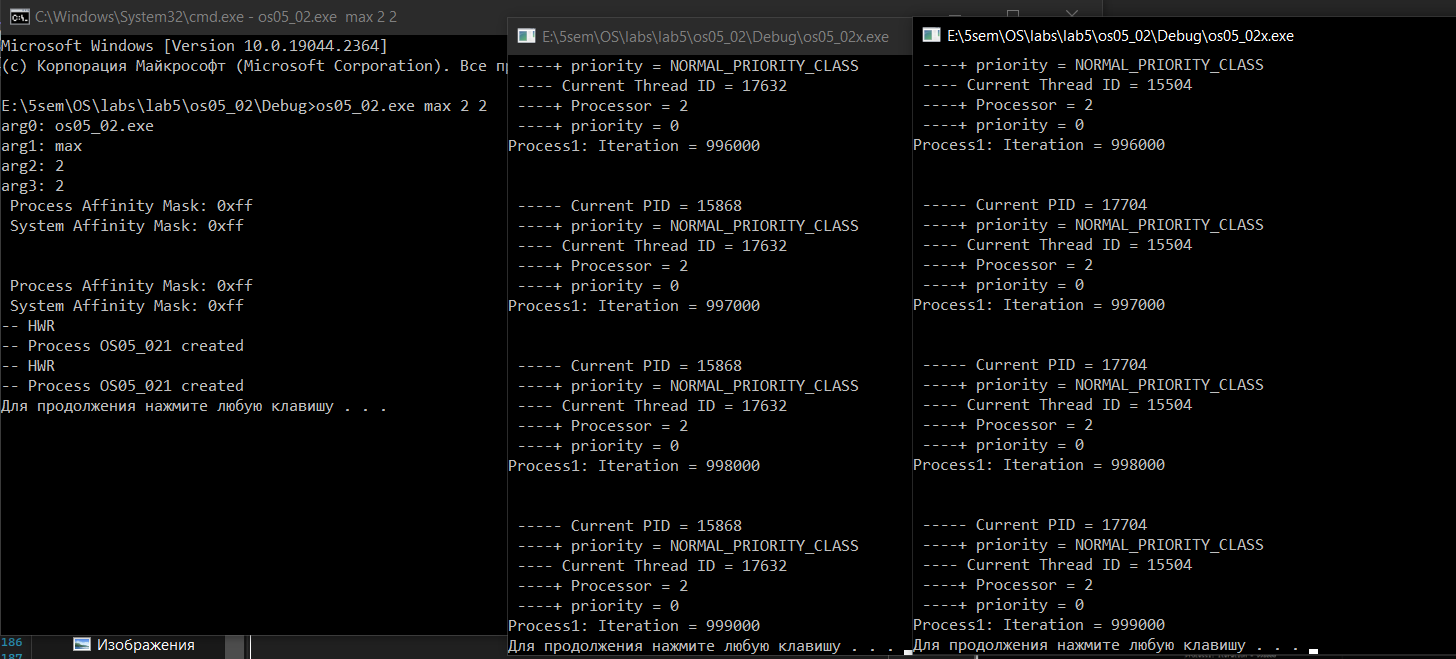 C:\Windows\System32\cmd.exe - os05_02.exe  max 2 2
Microsoft Windows [Version 10.0.19044.2364]
(c) Корпорация Майкрософт (Microsoft Corporation). Все
E:\5sem\OS\labs\lab5\os05_02\Debug>os05_02.exe max 2 2
arg0: os05_02.exe
arg1: max
arg2: 2
arg3: 2
Process Affinity Mask: 0xff
System Affinity Mask: 0xff
Process Affinity Mask: 0xff
System Affinity Mask: 0xff
-- HWR
-- Process OS05_021 created
-- HWR
-- Process OS05_021 created
Для продолжения нажмите любую клавишу . . .
E:\5sem\OS\labs\lab5\os05_02\Debug\os05_02x.exe
----+ priority = NORMAL_PRIORITY_CLASS
---- Current Thread ID = 17632
----+ Processor = 2
----+ priority = 0
Process1: Iteration = 996000
----- Current PID = 15868
----+ priority = NORMAL_PRIORITY_CLASS
---- Current Thread ID = 17632
----+ Processor = 2
----+ priority = 0
Process1: Iteration = 997000
----- Current PID = 15868
----+ priority = NORMAL_PRIORITY_CLASS
---- Current Thread ID = 17632
----+ Processor = 2
----+ priority = 0
Process1: Iteration = 998000
----- Current PID = 15868
----+ priority = NORMAL_PRIORITY_CLASS
---- Current Thread ID = 17632
----+ Processor = 2
----+ priority = 0
Process1: Iteration = 999000
Для продолжения нажмите любую клавишу . . .
E:\5sem\OS\labs\lab5\os05_02\Debug\os05_02x.exe
----+ priority = NORMAL_PRIORITY_CLASS
---- Current Thread ID = 15504
----+ Processor = 2
----+ priority = 0
Process1: Iteration = 996000
----- Current PID = 17704
----+ priority = NORMAL_PRIORITY_CLASS
---- Current Thread ID = 15504
----+ Processor = 2
----+ priority = 0
Process1: Iteration = 997000
----- Current PID = 17704
----+ priority = NORMAL_PRIORITY_CLASS
---- Current Thread ID = 15504
----+ Processor = 2
----+ priority = 0
Process1: Iteration = 998000
----- Current PID = 17704
----+ priority = NORMAL_PRIORITY_CLASS
---- Current Thread ID = 15504
----+ Processor = 2
----+ priority = 0
Process1: Iteration = 999000
Для продолжения нажмите любую клавишу . . .
186
187
Изображения